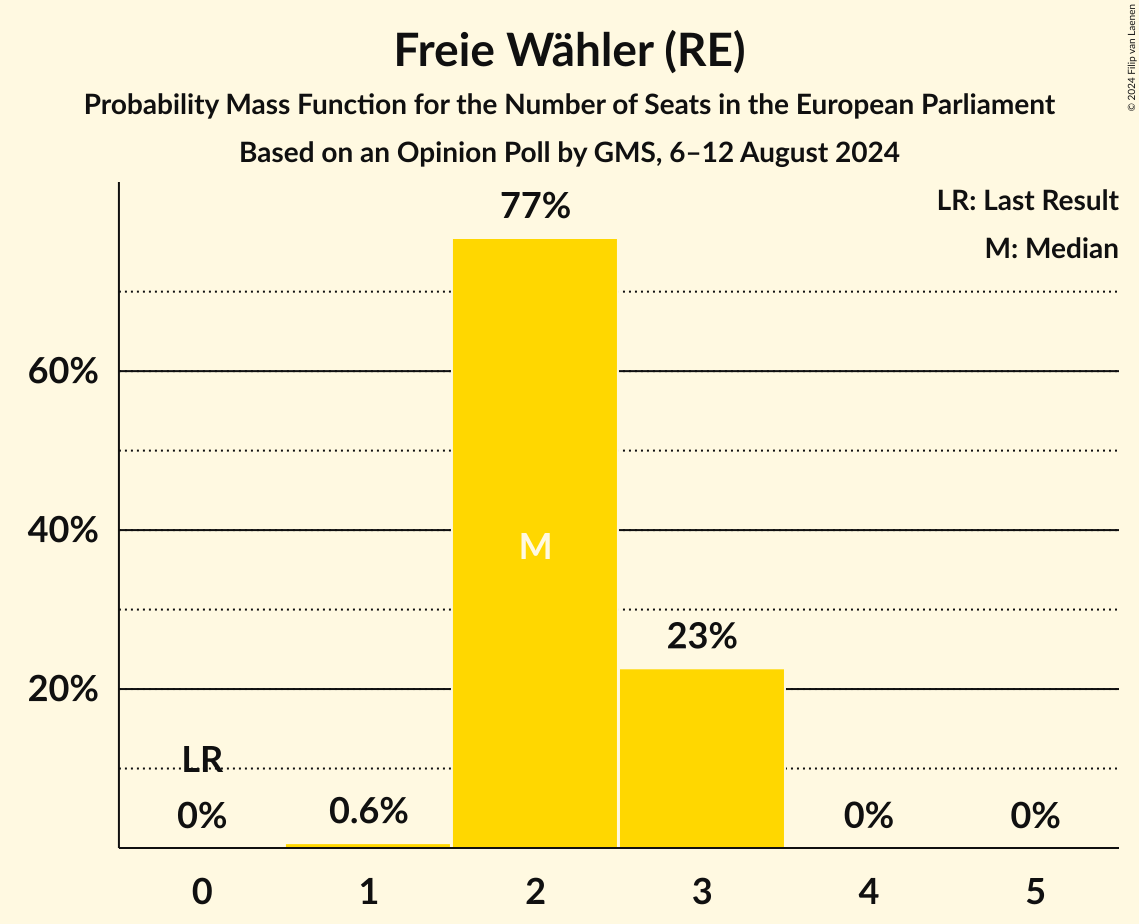 © 2024 Filip van Laenen
Freie Wähler (RE)
Probability Mass Function for the Number of Seats in the European Parliament
Based on an Opinion Poll by GMS, 6–12 August 2024
LR: Last Result
M: Median
77%
60%
40%
M
23%
20%
LR
0%
0.6%
0%
0%
0
1
2
3
4
5